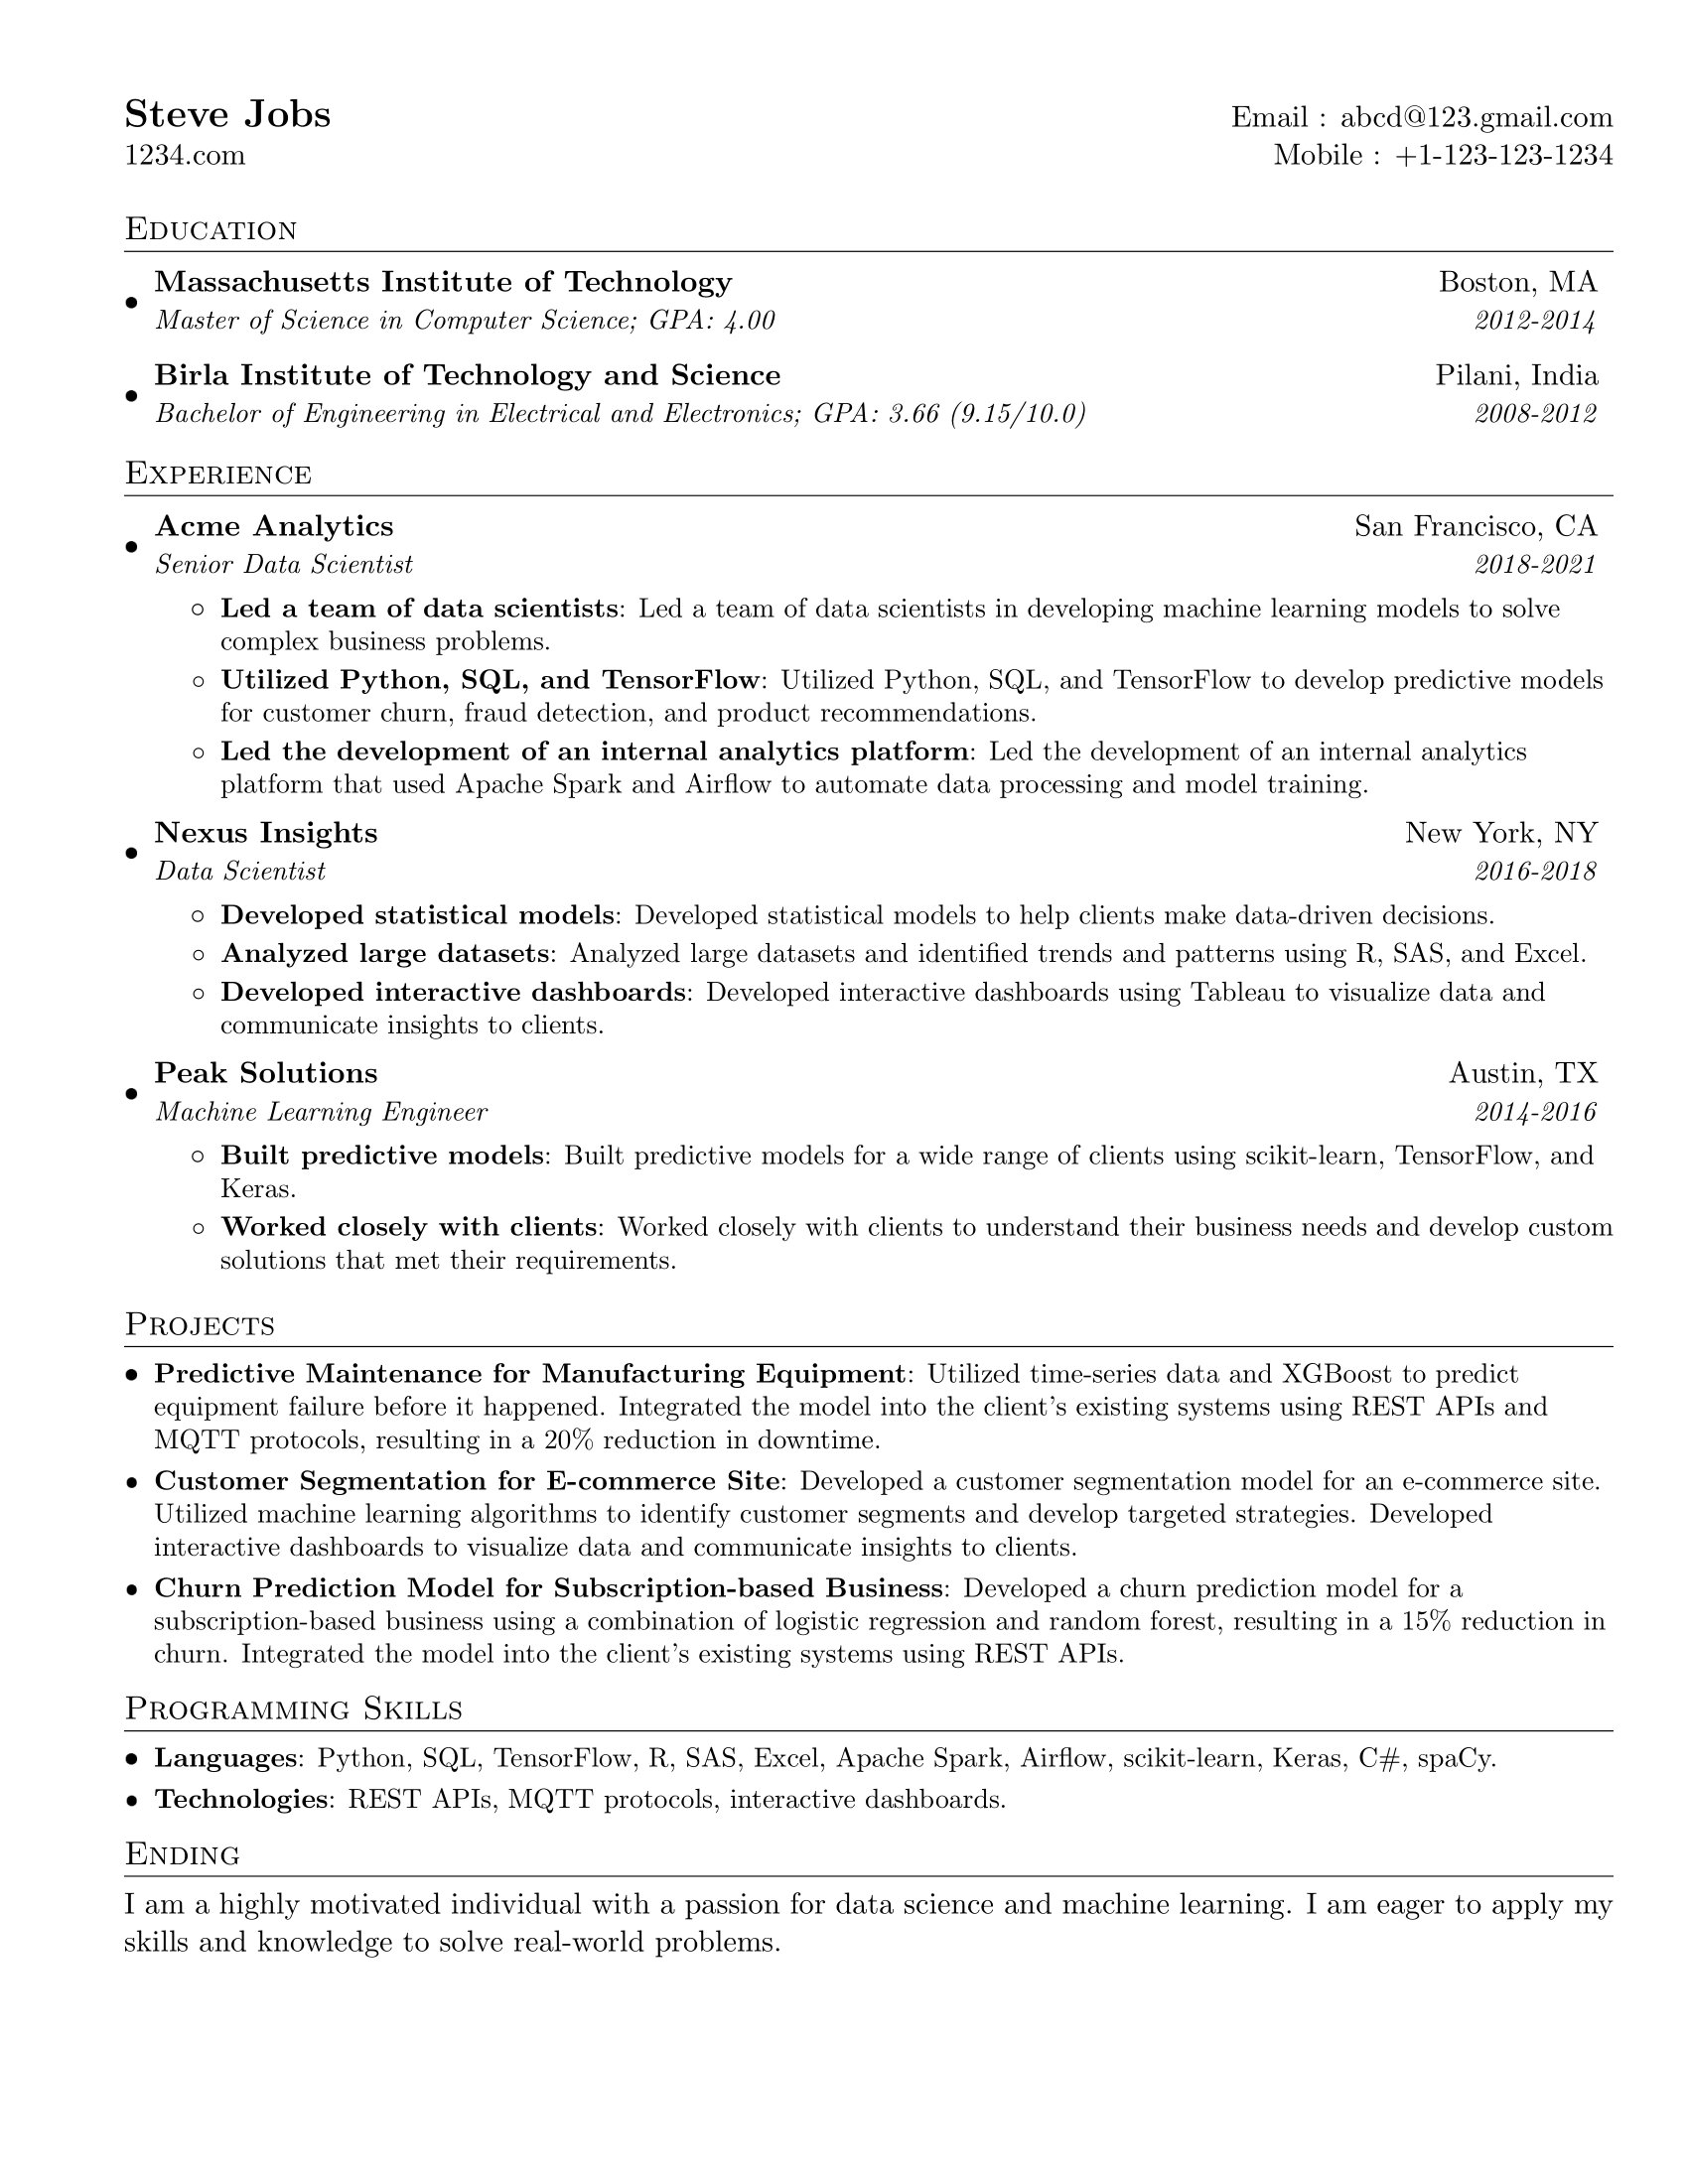 Steve Jobs Email : abcd@123.gmail.com
1234.com Mobile : +1-123-123-1234
Education
• Massachusetts Institute of Technology Boston, MA
Master of Science in Computer Science; GPA: 4.00 2012-2014
• Birla Institute of Technology and Science Pilani, India
Bachelor of Engineering in Electrical and Electronics; GPA: 3.66 (9.15/10.0) 2008-2012
Experience
• Acme Analytics San Francisco, CA
Senior Data Scientist 2018-2021
◦ Led a team of data scientists: Led a team of data scientists in developing machine learning models to solve
complex business problems.
◦ Utilized Python, SQL, and TensorFlow: Utilized Python, SQL, and TensorFlow to develop predictive models
for customer churn, fraud detection, and product recommendations.
◦ Led the development of an internal analytics platform: Led the development of an internal analytics
platform that used Apache Spark and Airflow to automate data processing and model training.
• Nexus Insights New York, NY
Data Scientist 2016-2018
◦ Developed statistical models: Developed statistical models to help clients make data-driven decisions.
◦ Analyzed large datasets: Analyzed large datasets and identified trends and patterns using R, SAS, and Excel.
◦ Developed interactive dashboards: Developed interactive dashboards using Tableau to visualize data and
communicate insights to clients.
• Peak Solutions Austin, TX
Machine Learning Engineer 2014-2016
◦ Built predictive models: Built predictive models for a wide range of clients using scikit-learn, TensorFlow, and
Keras.
◦ Worked closely with clients: Worked closely with clients to understand their business needs and develop custom
solutions that met their requirements.
Projects
• Predictive Maintenance for Manufacturing Equipment: Utilized time-series data and XGBoost to predict
equipment failure before it happened. Integrated the model into the client's existing systems using REST APIs and
MQTT protocols, resulting in a 20% reduction in downtime.
• Customer Segmentation for E-commerce Site: Developed a customer segmentation model for an e-commerce site.
Utilized machine learning algorithms to identify customer segments and develop targeted strategies. Developed
interactive dashboards to visualize data and communicate insights to clients.
• Churn Prediction Model for Subscription-based Business: Developed a churn prediction model for a
subscription-based business using a combination of logistic regression and random forest, resulting in a 15% reduction in
churn. Integrated the model into the client's existing systems using REST APIs.
Programming Skills
• Languages: Python, SQL, TensorFlow, R, SAS, Excel, Apache Spark, Airflow, scikit-learn, Keras, C#, spaCy.
• Technologies: REST APIs, MQTT protocols, interactive dashboards.
Ending
I am a highly motivated individual with a passion for data science and machine learning. I am eager to apply my
skills and knowledge to solve real-world problems.